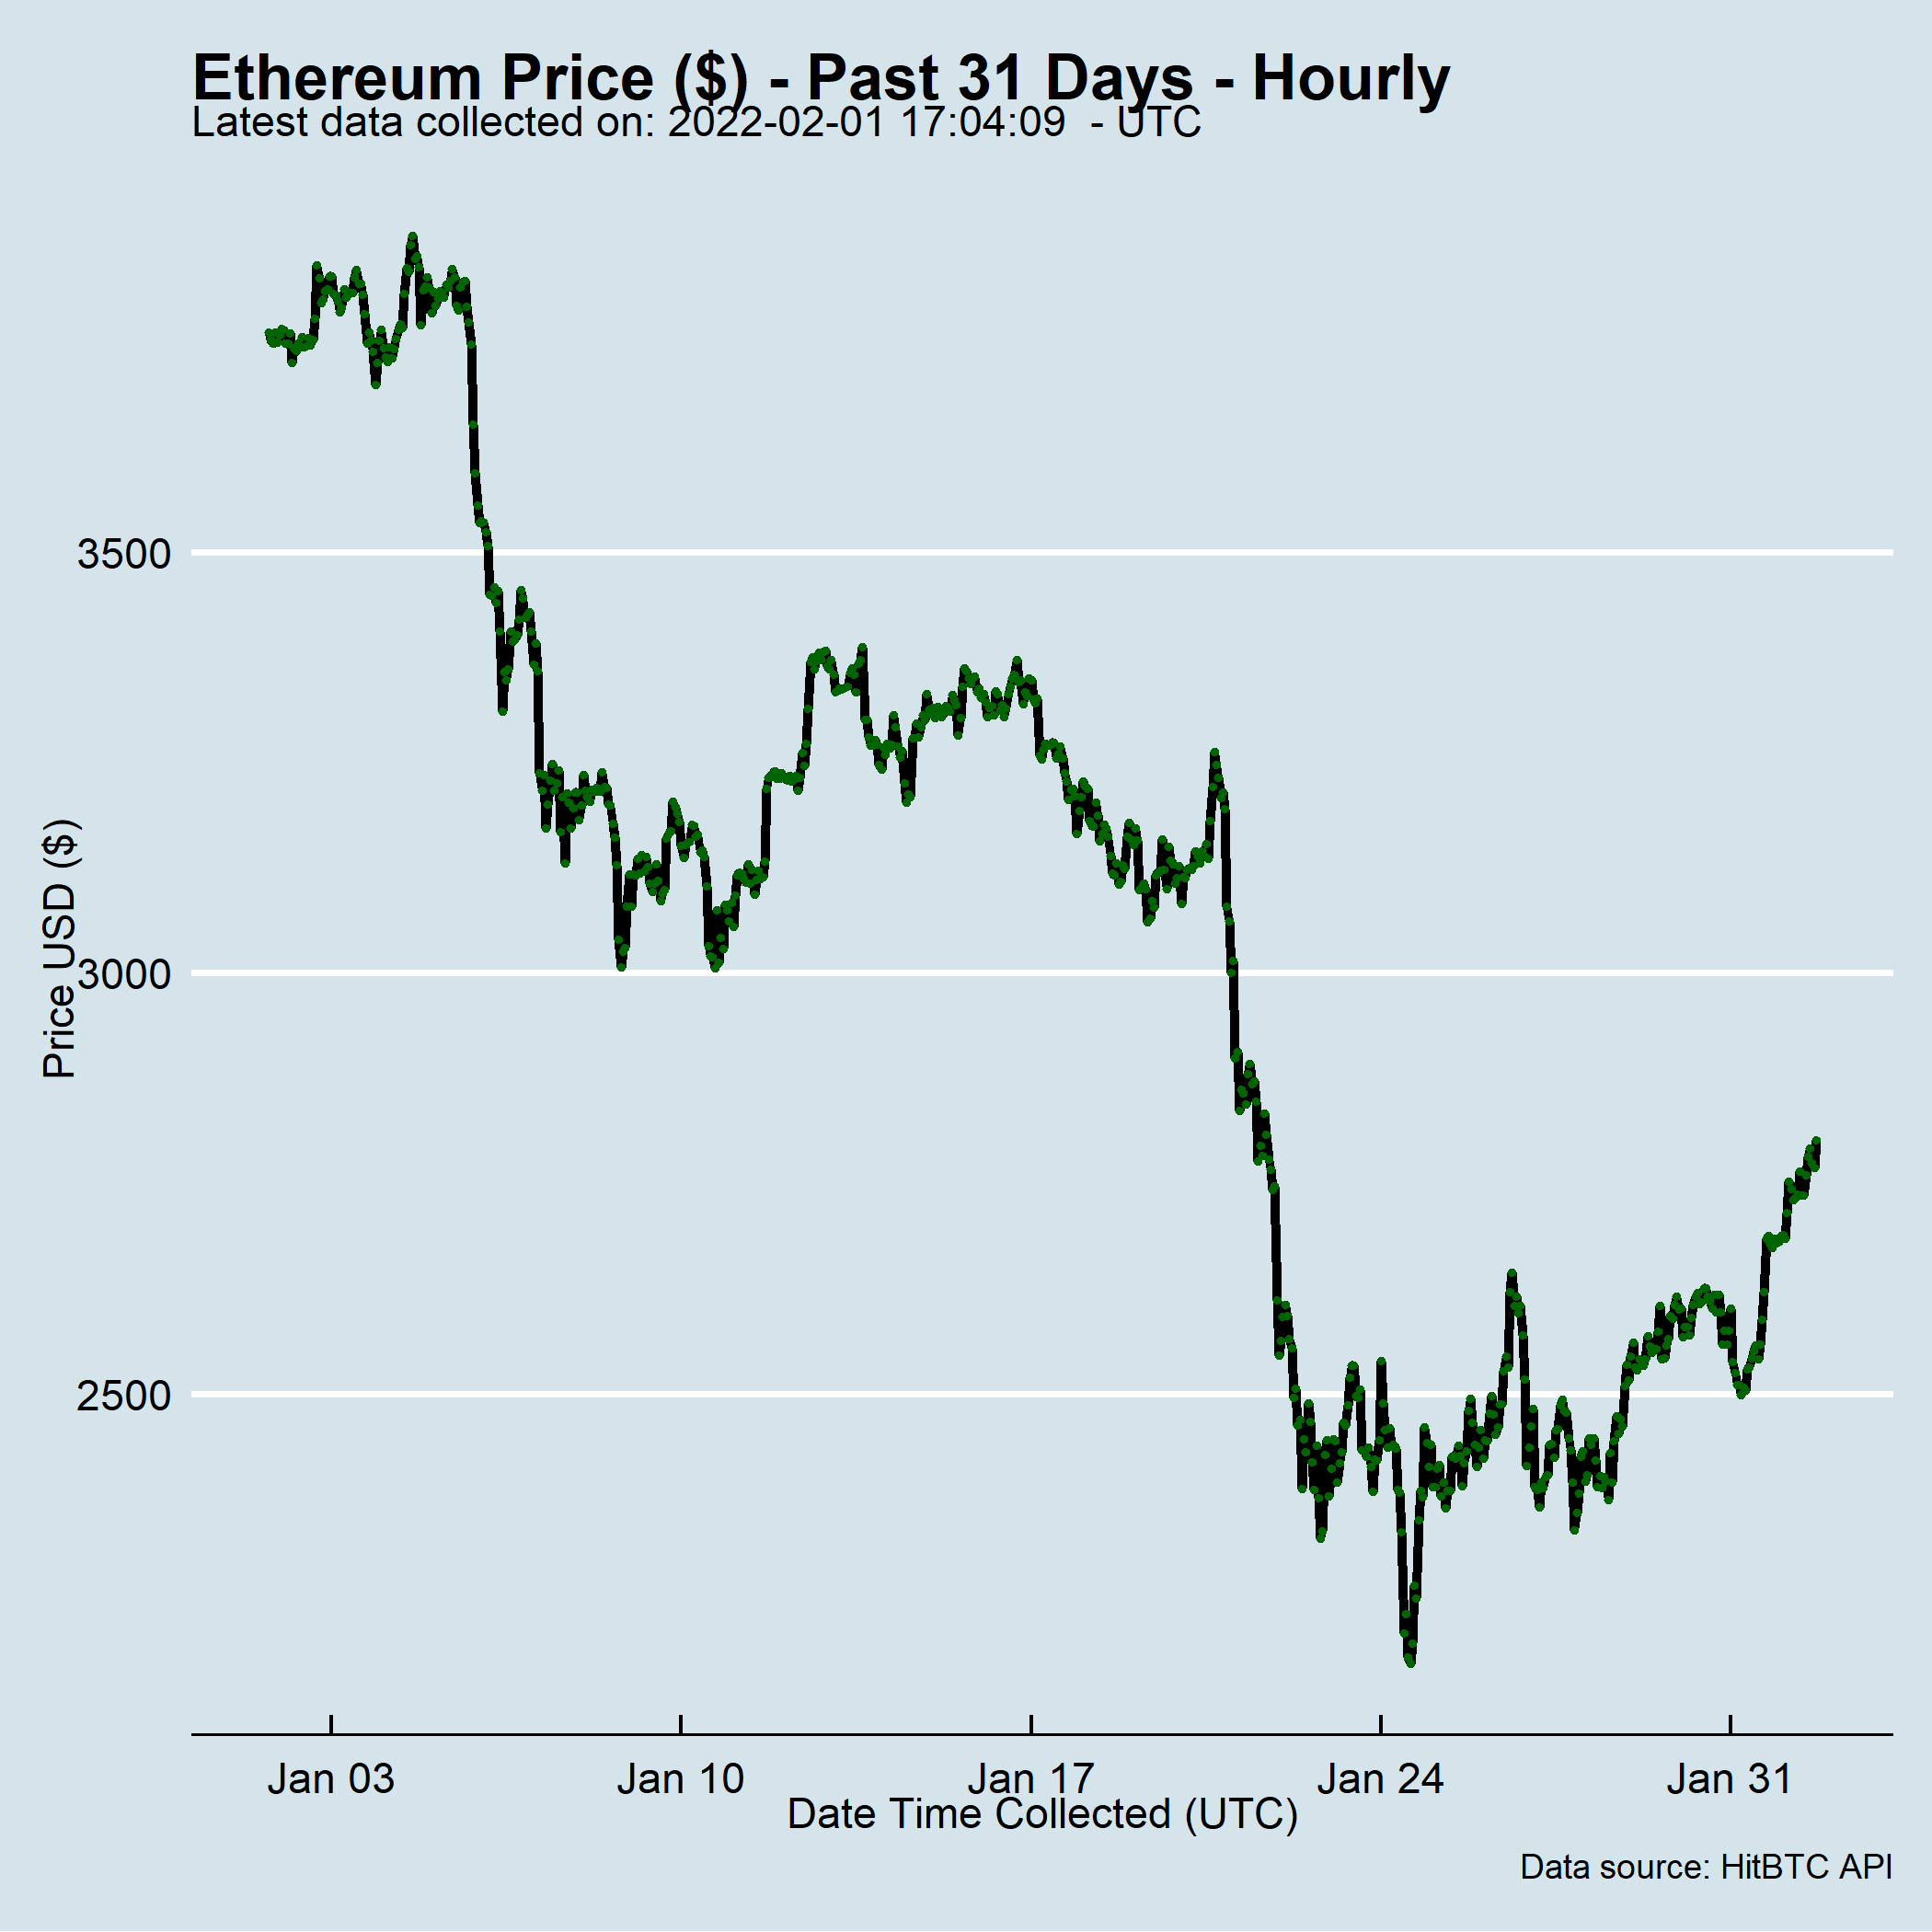 Ethereum Price ($) - Past 31 Days - Hourly
Latest data collected on: 2022-02-01 17:04:09  - UTC
3500
3000
2500
Price USD ($)
Jan 03
Jan 10
Jan 17
Jan 24
Jan 31
Date Time Collected (UTC)
Data source: HitBTC API